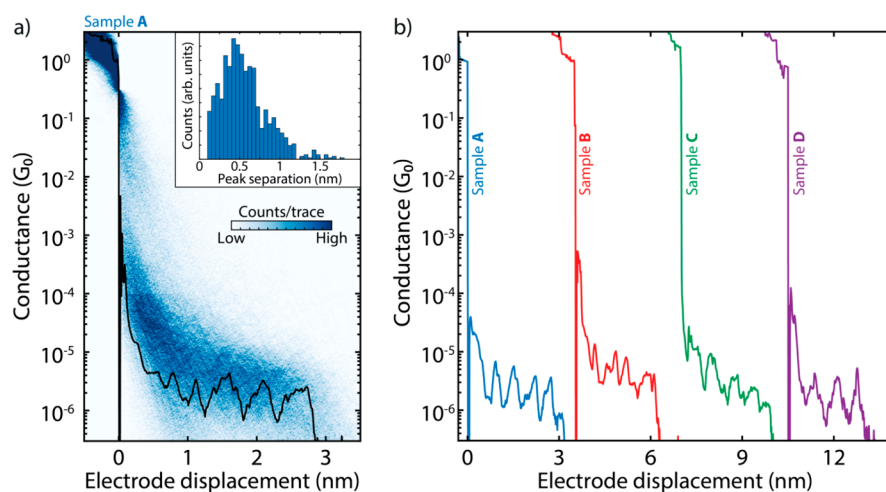 Sample A
a)
Counts (arb. units)
0
0.5
1
1.5
Peak separation (nm)
Counts/trace
Low
High
Conductance (G₀)
10⁰
10⁻¹
10⁻²
10⁻³
10⁻⁴
10⁻⁵
10⁻⁶
0
1
2
3
Electrode displacement (nm)
b)
Conductance (G₀)
10⁰
10⁻¹
10⁻²
10⁻³
10⁻⁴
10⁻⁵
10⁻⁶
Sample A
Sample B
Sample C
Sample D
0
3
6
9
12
Electrode displacement (nm)